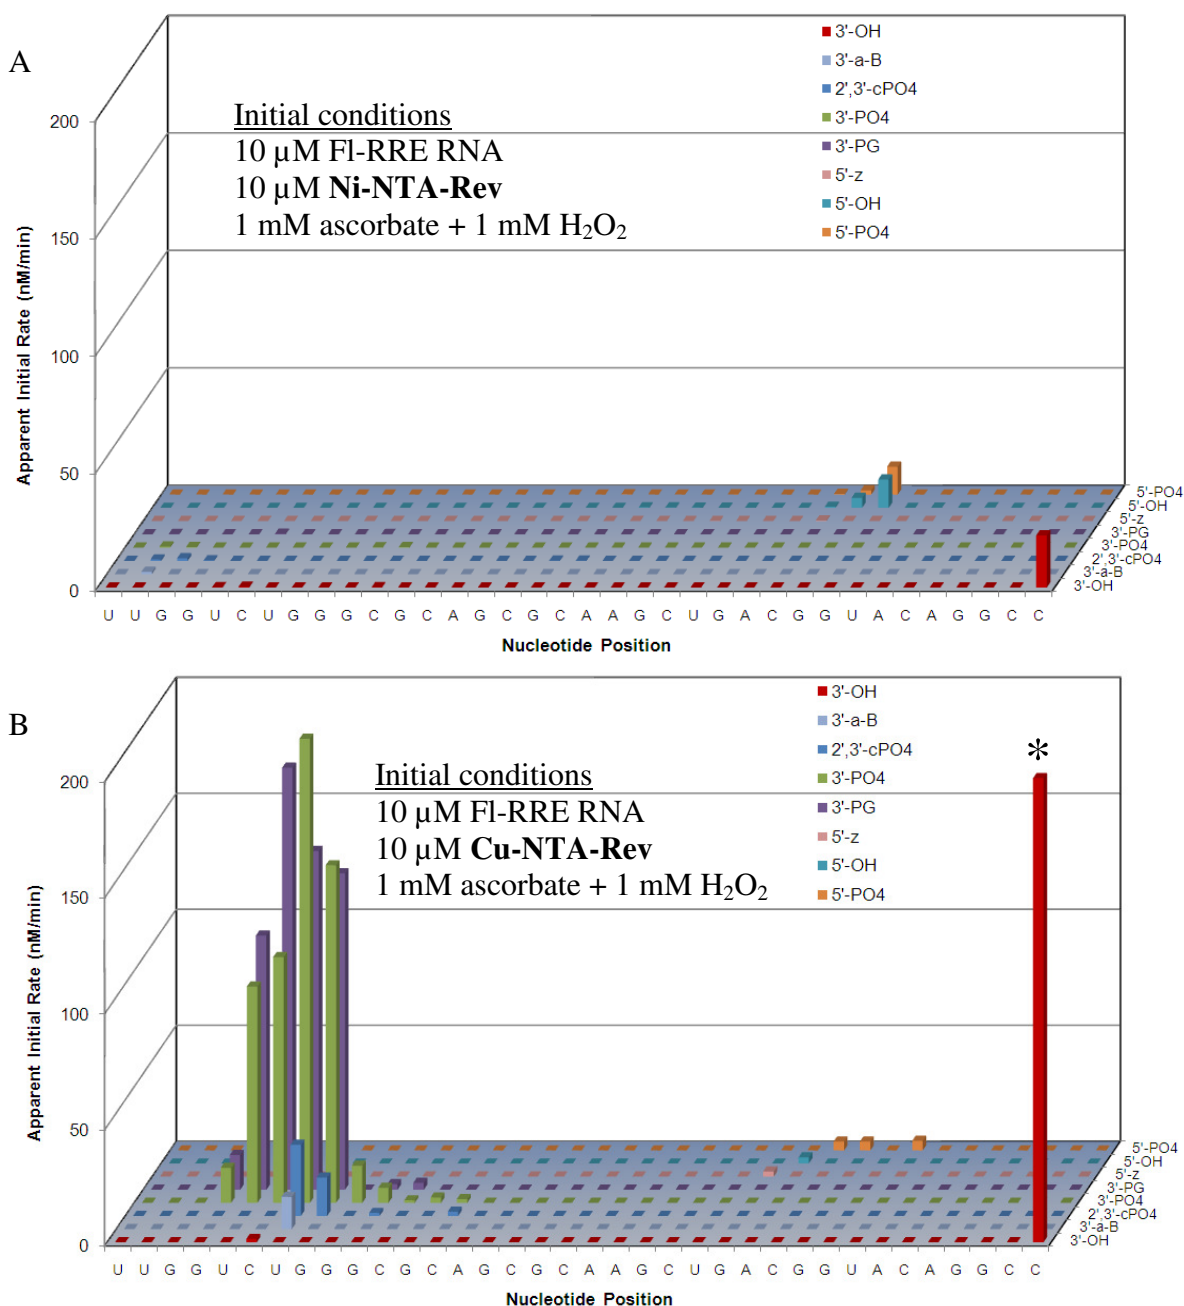 A
3'-OH
3'-a-B
2',3'-cPO4
3'-PO4
3'-PG
5'-z
5'-OH
5'-PO4
Initial conditions
10 µM Fl-RRE RNA
10 µM Ni-NTA-Rev
1 mM ascorbate + 1 mM H₂O₂
Apparent Initial Rate (nM/min)
200
150
100
50
0
5'-PO4
5'-OH
5'-z
3'-PG
3'-PO4
2',3'-cPO4
3'-a-B
3'-OH
U U G G U C U G G G C G C A G C G C A A G C U G A C G G U A C A G G C C
Nucleotide Position
B
3'-OH
3'-a-B
2',3'-cPO4
3'-PO4
3'-PG
5'-z
5'-OH
5'-PO4
*
Initial conditions
10 µM Fl-RRE RNA
10 µM Cu-NTA-Rev
1 mM ascorbate + 1 mM H₂O₂
Apparent Initial Rate (nM/min)
200
150
100
50
0
5'-PO4
5'-OH
5'-z
3'-PG
3'-PO4
2',3'-cPO4
3'-a-B
3'-OH
U U G G U C U G G G C G C A G C G C A A G C U G A C G G U A C A G G C C
Nucleotide Position